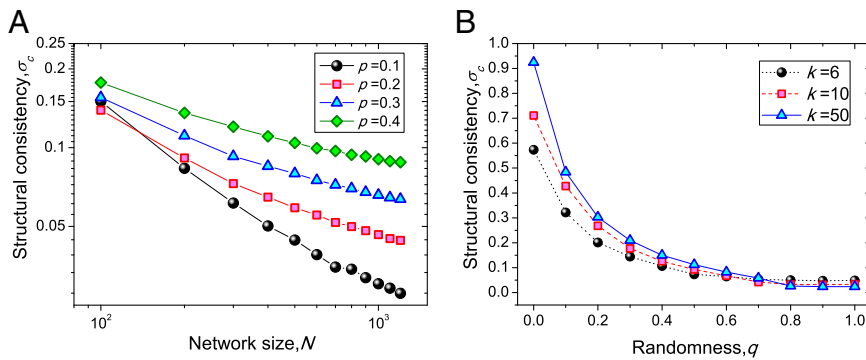 A
Structural consistency,σc
0.25
0.2
0.15
0.1
0.05
p=0.1
p=0.2
p=0.3
p=0.4
10²
10³
Network size,N
B
Structural consistency,σc
1.0
0.9
0.8
0.7
0.6
0.5
0.4
0.3
0.2
0.1
0.0
k=6
k=10
k=50
0.0 0.2 0.4 0.6 0.8 1.0
Randomness,q